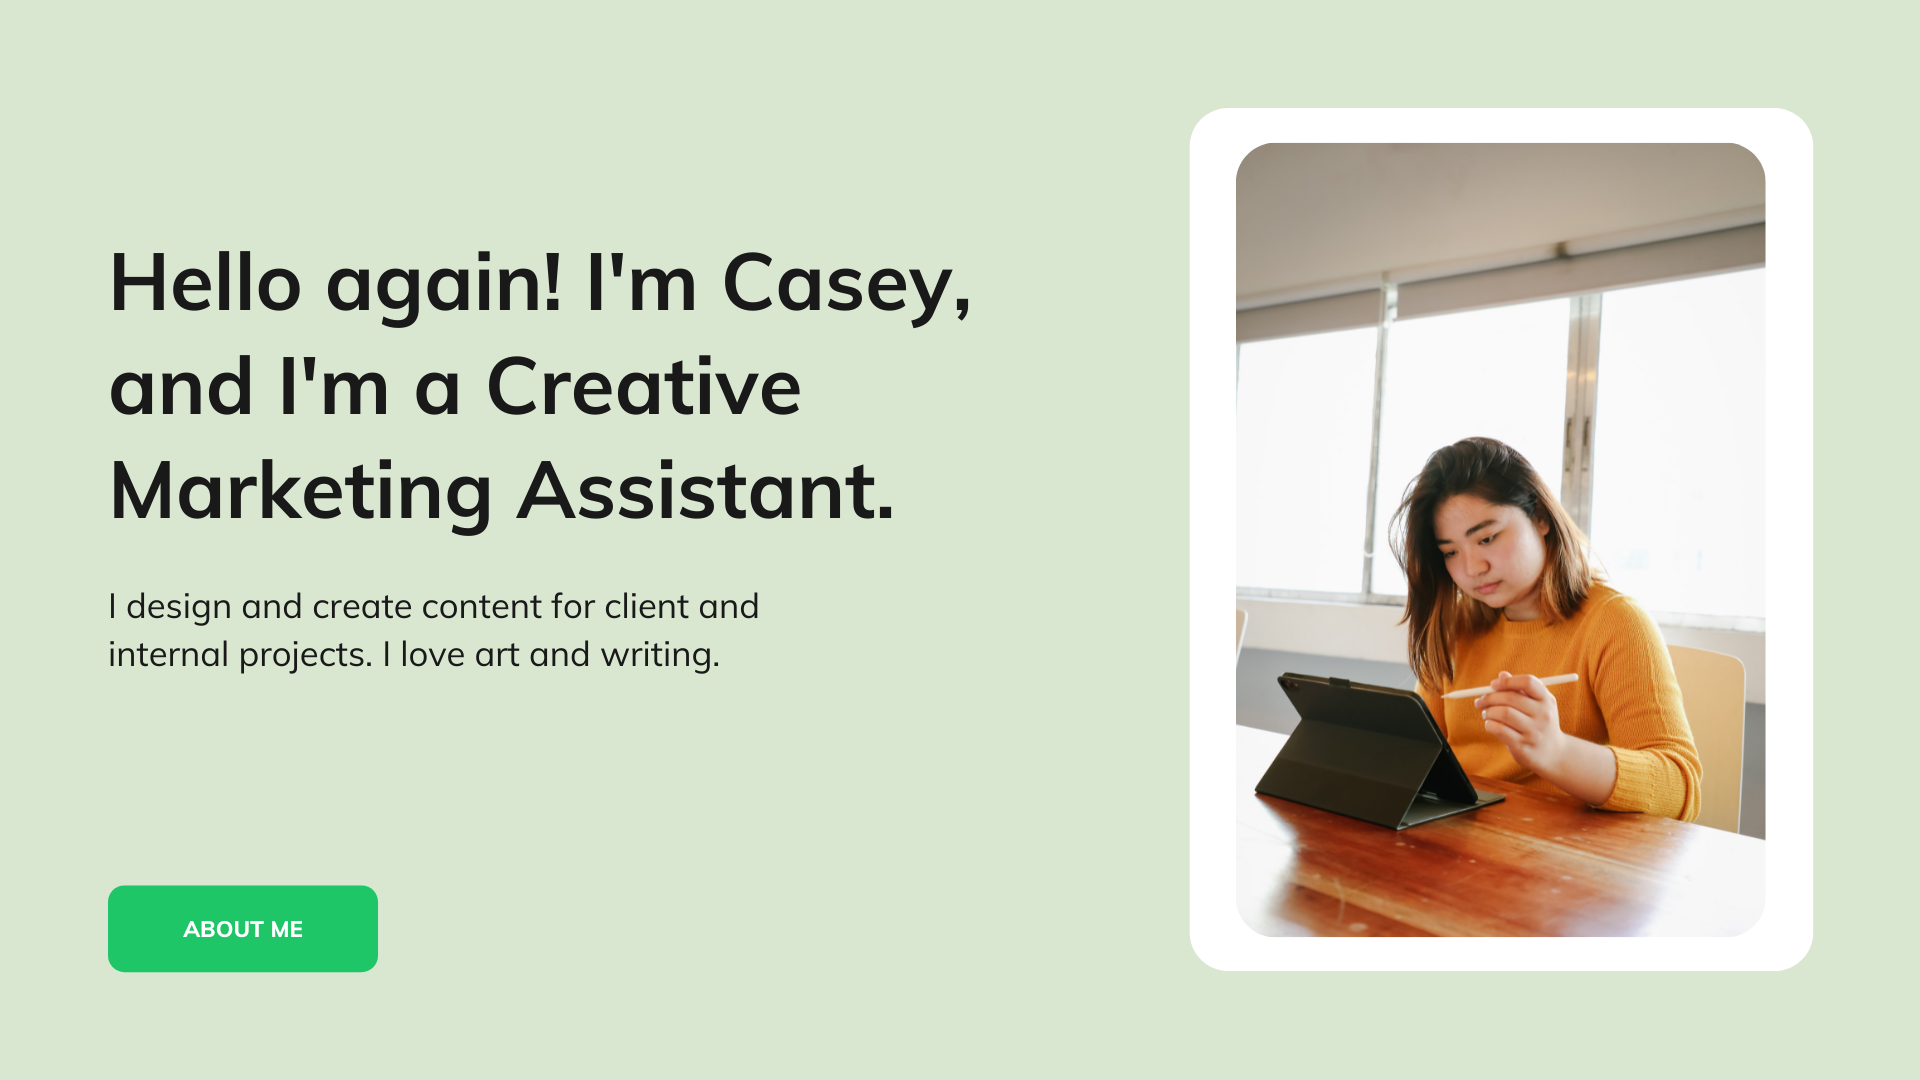 Hello again! I'm Casey,
and I'm a Creative
Marketing Assistant.
I design and create content for client and
internal projects. I love art and writing.
ABOUT ME